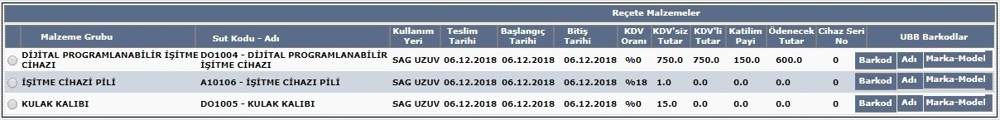 Reçete Malzemeler
Malzeme Grubu Sut Kodu - Adı Kullanım Yeri Teslim Tarihi Başlangıç Tarihi Bitiş Tarihi KDV Oranı KDV'siz Tutar KDV'li Tutar Katilim Payi Ödenecek Tutar Cihaz Seri No UBB Barkodlar
DİJİTAL PROGRAMLANABİLİR İŞİTME CİHAZI DO1004 - DİJİTAL PROGRAMLANABİLİR İŞİTME CİHAZI SAG UZUV 06.12.2018 06.12.2018 06.12.2018 %0 750.0 750.0 150.0 600.0 0 Barkod Adı Marka-Model
İŞİTME CİHAZİ PİLİ A10106 - İŞİTME CİHAZI PİLİ SAG UZUV 06.12.2018 06.12.2018 06.12.2018 %18 1.0 0.0 0.0 0.0 0 Barkod Adı Marka-Model
KULAK KALIBI DO1005 - KULAK KALIBI SAG UZUV 06.12.2018 06.12.2018 06.12.2018 %0 15.0 0.0 0.0 0.0 0 Barkod Adı Marka-Model